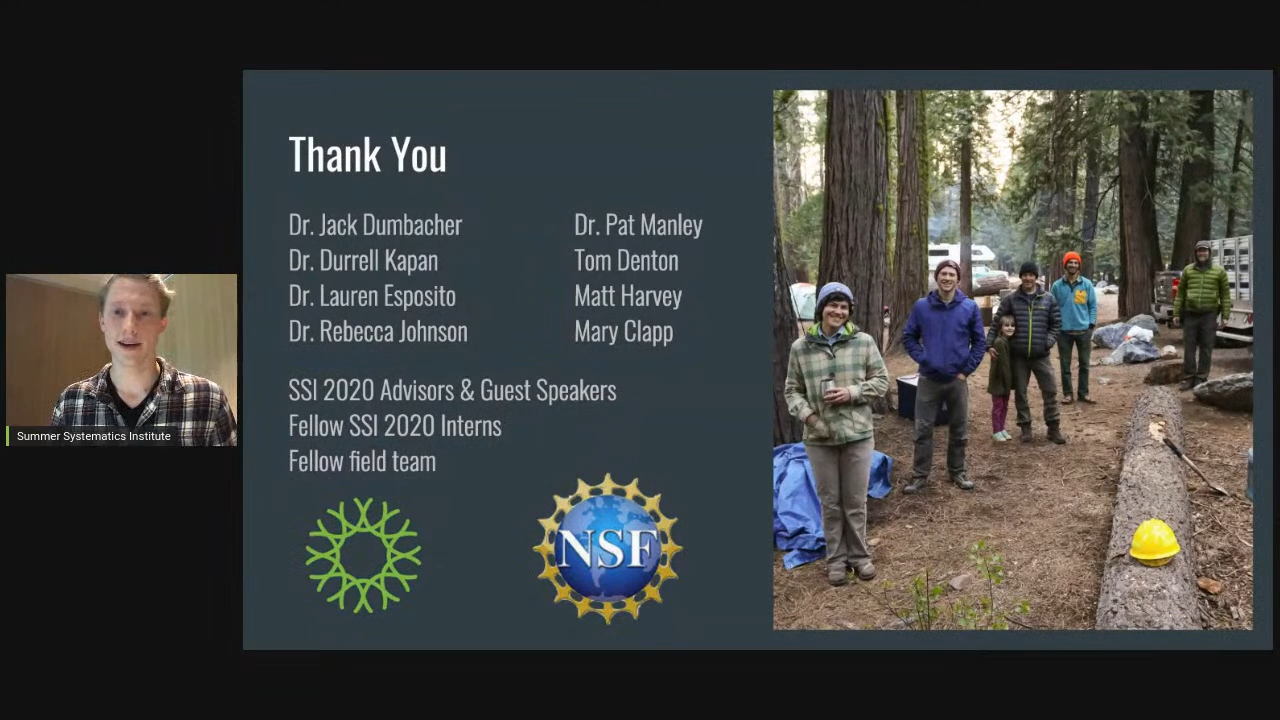 Thank You
Dr. Jack Dumbacher
Dr. Durrell Kapan
Dr. Lauren Esposito
Dr. Rebecca Johnson
Dr. Pat Manley
Tom Denton
Matt Harvey
Mary Clapp
SSI 2020 Advisors & Guest Speakers
Fellow SSI 2020 Interns
Fellow field team
NSF
Summer Systematics Institute